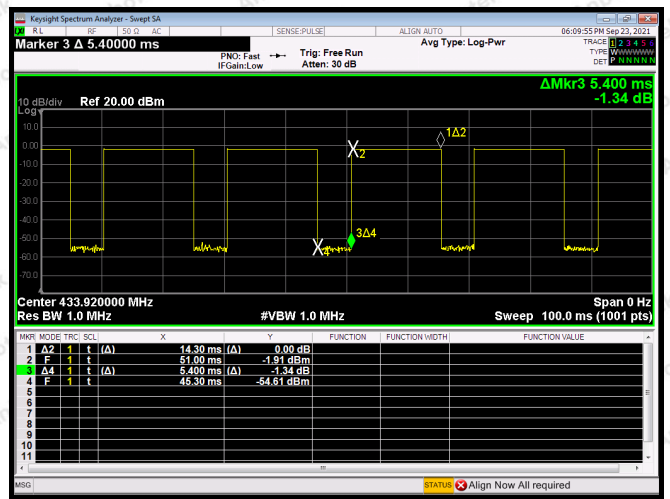 Keysight Spectrum Analyzer - Swept SA
RL RF 50 Ω AC SENSE:PULSE ALIGN AUTO 06:09:55 PM Sep 23, 2021
Marker 3 Δ 5.40000 ms
Avg Type: Log-Pwr
TRACE 1 2 3 4 5 6
PNO: Fast Trig: Free Run
TYPE WWWWWW
IFGain:Low Atten: 30 dB
DET P N N N N N
ΔMkr3 5.400 ms
10 dB/div Ref 20.00 dBm -1.34 dB
Log
10.0
0.00
-10.0
-20.0
-30.0
-40.0
-50.0
-60.0
-70.0
1Δ2
X2
3Δ4
X4
Center 433.920000 MHz Span 0 Hz
Res BW 1.0 MHz #VBW 1.0 MHz Sweep 100.0 ms (1001 pts)
MKR MODE TRC SCL X Y FUNCTION FUNCTION WIDTH FUNCTION VALUE
1 Δ2 1 t (Δ) 14.30 ms (Δ) 0.00 dB
2 F 1 t 51.00 ms -1.91 dBm
3 Δ4 1 t (Δ) 5.400 ms (Δ) -1.34 dB
4 F 1 t 45.30 ms -54.61 dBm
5
6
7
8
9
10
11
MSG STATUS Align Now All required